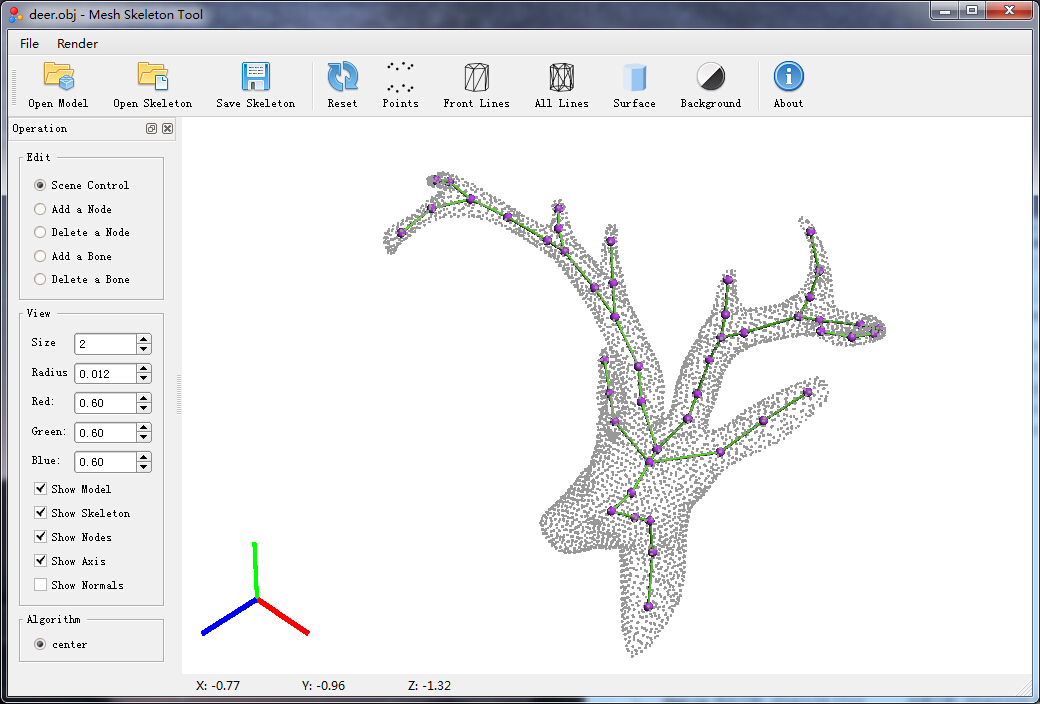 deer.obj - Mesh Skeleton Tool
File Render
Open Model Open Skeleton Save Skeleton Reset Points Front Lines All Lines Surface Background About
Operation
Edit
Scene Control
Add a Node
Delete a Node
Add a Bone
Delete a Bone
View
Size 2
Radius 0.012
Red: 0.60
Green: 0.60
Blue: 0.60
Show Model
Show Skeleton
Show Nodes
Show Axis
Show Normals
Algorithm
center
X: -0.77 Y: -0.96 Z: -1.32